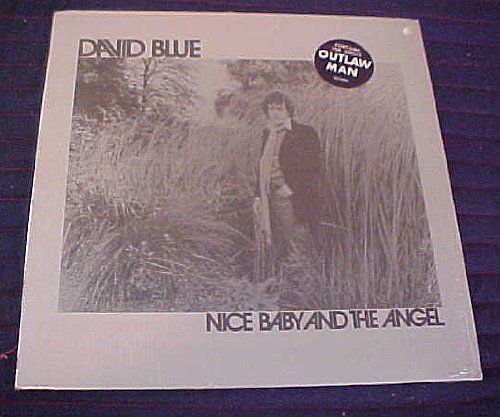 DAVID BLUE
OUTLAW
MAN
NICE BABY AND THE ANGEL